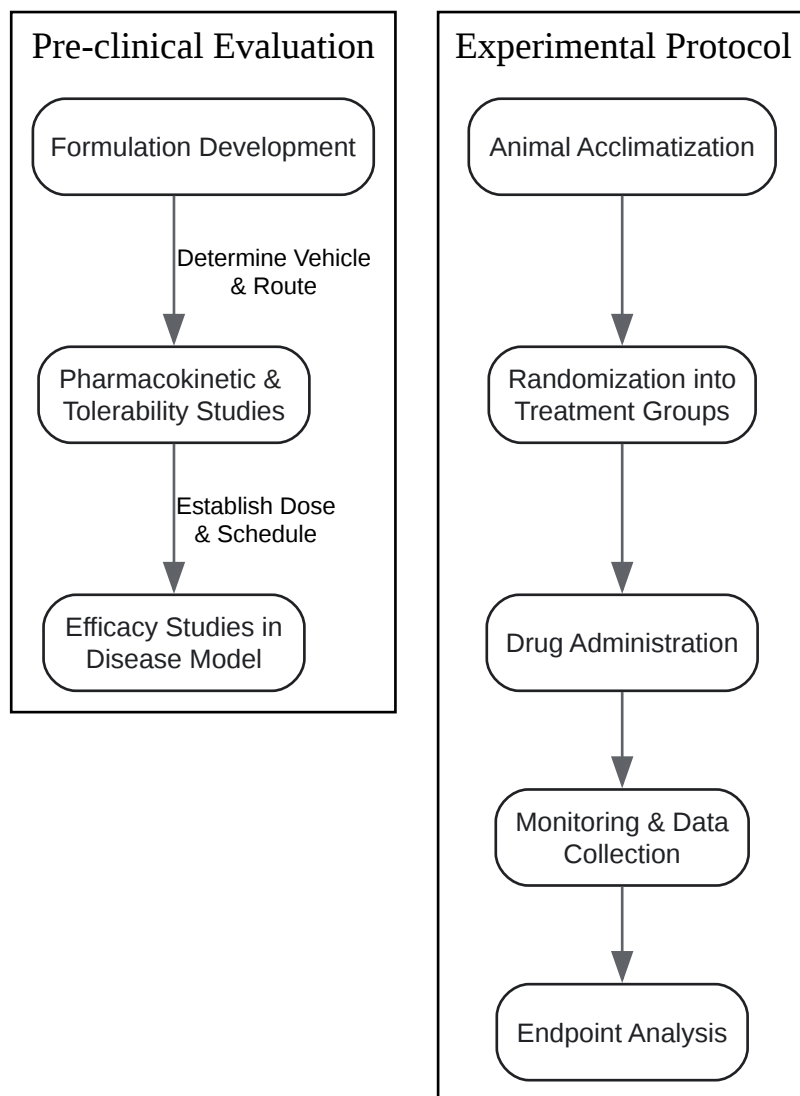 Pre-clinical Evaluation
Formulation Development
Determine Vehicle
& Route
Pharmacokinetic &
Tolerability Studies
Establish Dose
& Schedule
Efficacy Studies in
Disease Model
Experimental Protocol
Animal Acclimatization
Randomization into
Treatment Groups
Drug Administration
Monitoring & Data
Collection
Endpoint Analysis